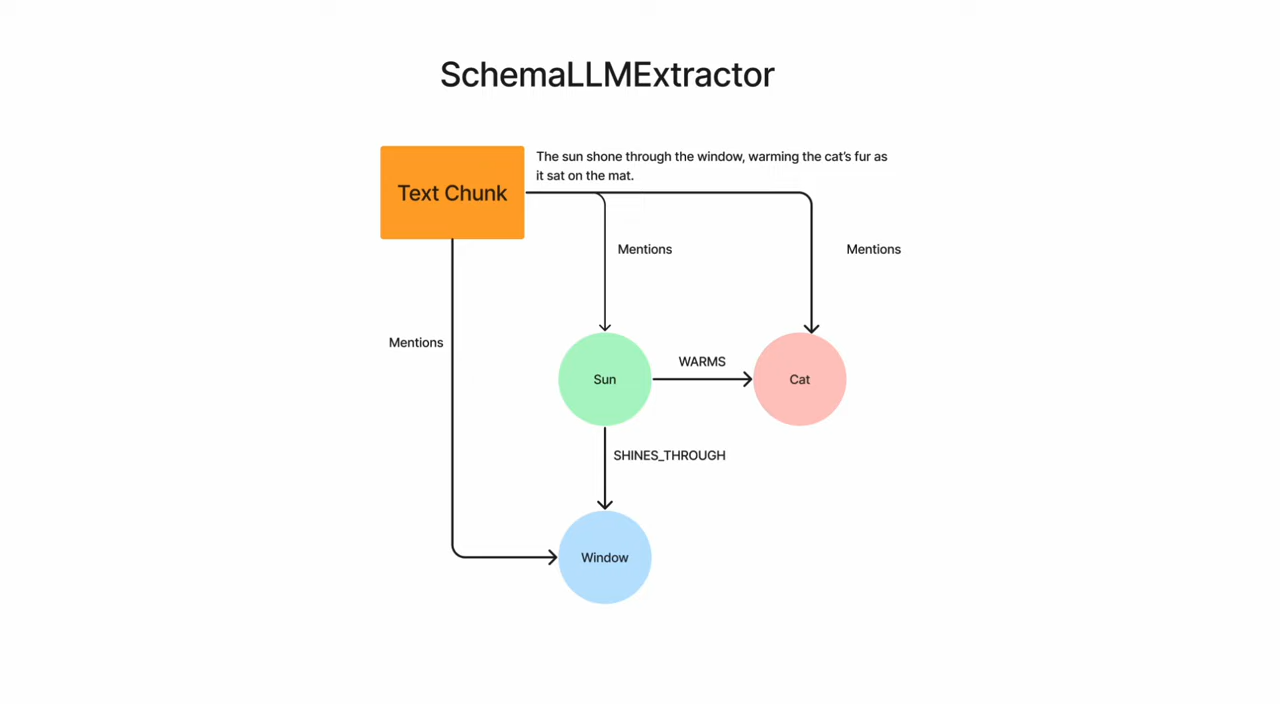 SchemaLLMExtractor
The sun shone through the window, warming the cat’s fur as
it sat on the mat.
Text Chunk
Mentions
Mentions
Mentions
WARMS
Sun
Cat
SHINES_THROUGH
Window